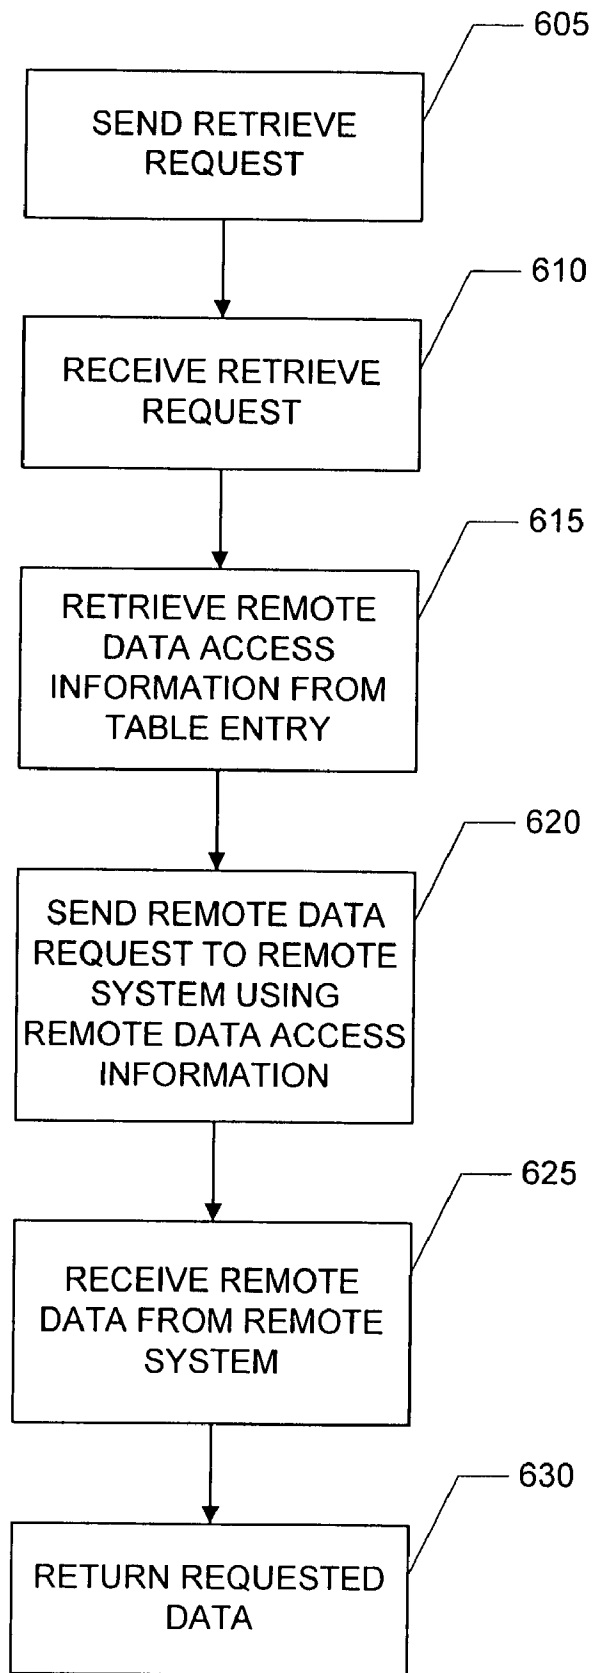 605
SEND RETRIEVE
REQUEST
610
RECEIVE RETRIEVE
REQUEST
615
RETRIEVE REMOTE
DATA ACCESS
INFORMATION FROM
TABLE ENTRY
620
SEND REMOTE DATA
REQUEST TO REMOTE
SYSTEM USING
REMOTE DATA ACCESS
INFORMATION
625
RECEIVE REMOTE
DATA FROM REMOTE
SYSTEM
630
RETURN REQUESTED
DATA